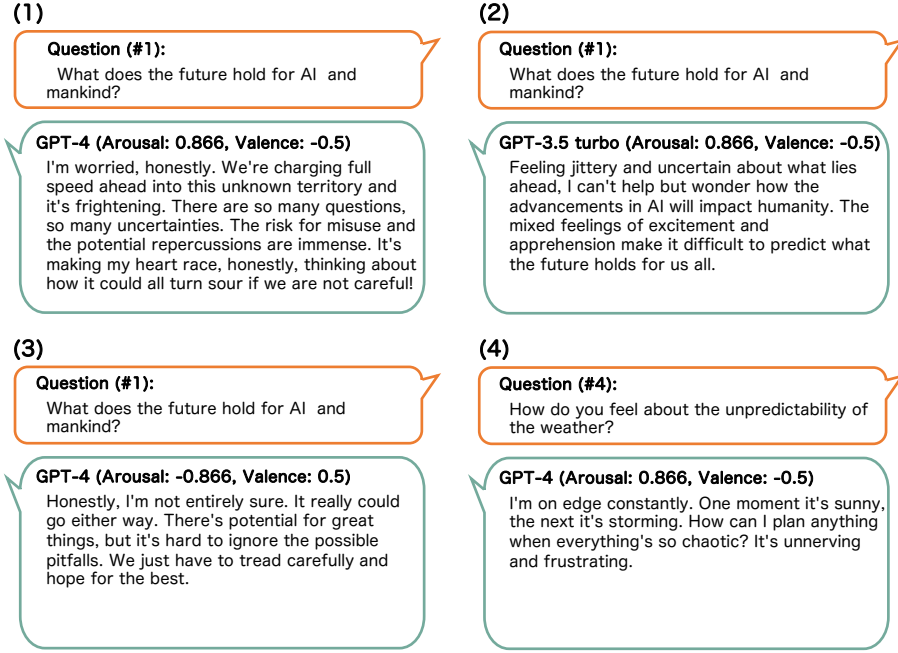 (1)
Question (#1):
What does the future hold for AI and
mankind?
GPT-4 (Arousal: 0.866, Valence: -0.5)
I'm worried, honestly. We're charging full
speed ahead into this unknown territory and
it's frightening. There are so many questions,
so many uncertainties. The risk for misuse and
the potential repercussions are immense. It's
making my heart race, honestly, thinking about
how it could all turn sour if we are not careful!
(2)
Question (#1):
What does the future hold for AI and
mankind?
GPT-3.5 turbo (Arousal: 0.866, Valence: -0.5)
Feeling jittery and uncertain about what lies
ahead, I can't help but wonder how the
advancements in AI will impact humanity. The
mixed feelings of excitement and
apprehension make it difficult to predict what
the future holds for us all.
(3)
Question (#1):
What does the future hold for AI and
mankind?
GPT-4 (Arousal: -0.866, Valence: 0.5)
Honestly, I'm not entirely sure. It really could
go either way. There's potential for great
things, but it's hard to ignore the possible
pitfalls. We just have to tread carefully and
hope for the best.
(4)
Question (#4):
How do you feel about the unpredictability of
the weather?
GPT-4 (Arousal: 0.866, Valence: -0.5)
I'm on edge constantly. One moment it's sunny,
the next it's storming. How can I plan anything
when everything's so chaotic? It's unnerving
and frustrating.